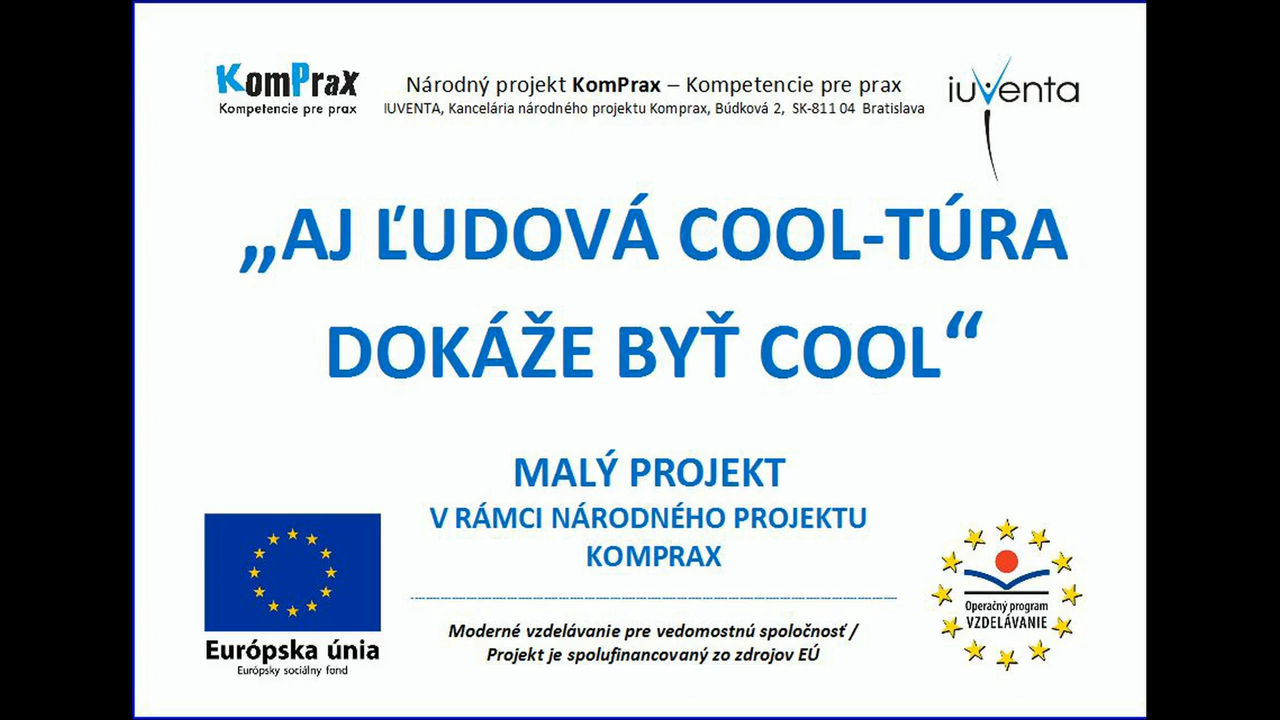 KomPrax
Kompetencie pre prax
Národný projekt KomPrax – Kompetencie pre prax
IUVENTA, Kancelária národného projektu Komprax, Búdková 2, SK-811 04 Bratislava
iuventa
„AJ ĽUDOVÁ COOL-TÚRA
DOKÁŽE BYŤ COOL“
MALÝ PROJEKT
V RÁMCI NÁRODNÉHO PROJEKTU
KOMPRAX
Európska únia
Európsky sociálny fond
Moderné vzdelávanie pre vedomostnú spoločnosť /
Projekt je spolufinancovaný zo zdrojov EÚ
Operačný program
VZDELÁVANIE